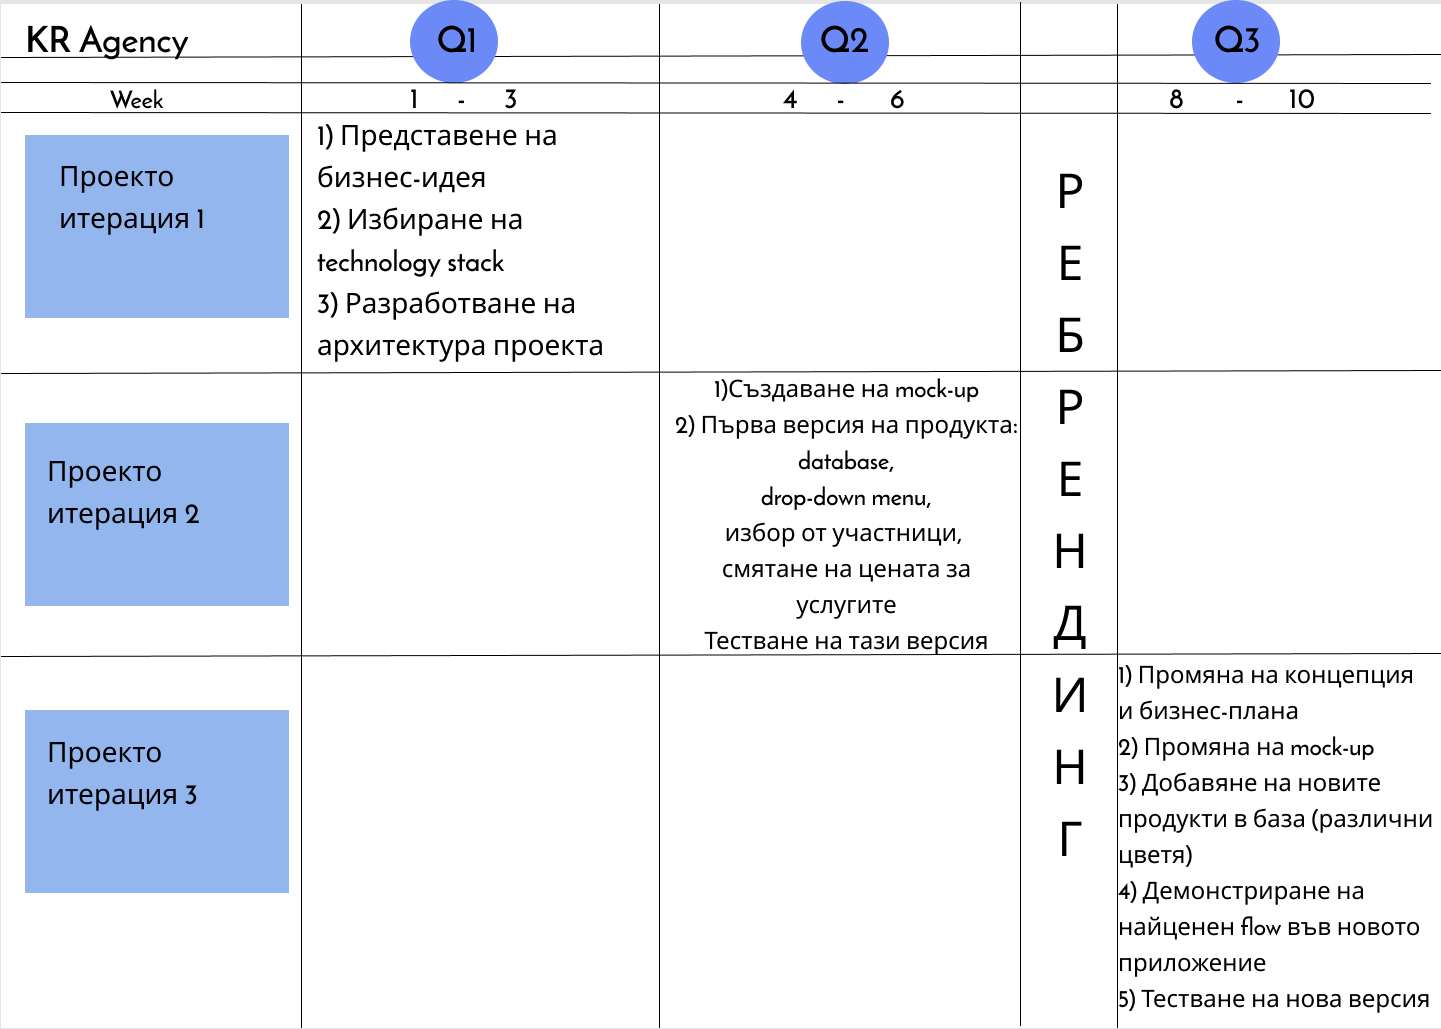 KR Agency
Q1
Q2
Q3
Week
1 - 3
4 - 6
8 - 10
Проекто
итерация 1
1) Представене на
бизнес-идея
2) Избиране на
technology stack
3) Разработване на
архитектура проекта
Р
Е
Б
Р
Е
Н
Д
И
Н
Г
Проекто
итерация 2
1)Създаване на mock-up
2) Първа версия на продукта:
database,
drop-down menu,
избор от участници,
смятане на цената за
услугите
Тестване на тази версия
Проекто
итерация 3
1) Промяна на концепция
и бизнес-плана
2) Промяна на mock-up
3) Добавяне на новите
продукти в база (различни
цветя)
4) Демонстриране на
найценен flow във новото
приложение
5) Тестване на нова версия